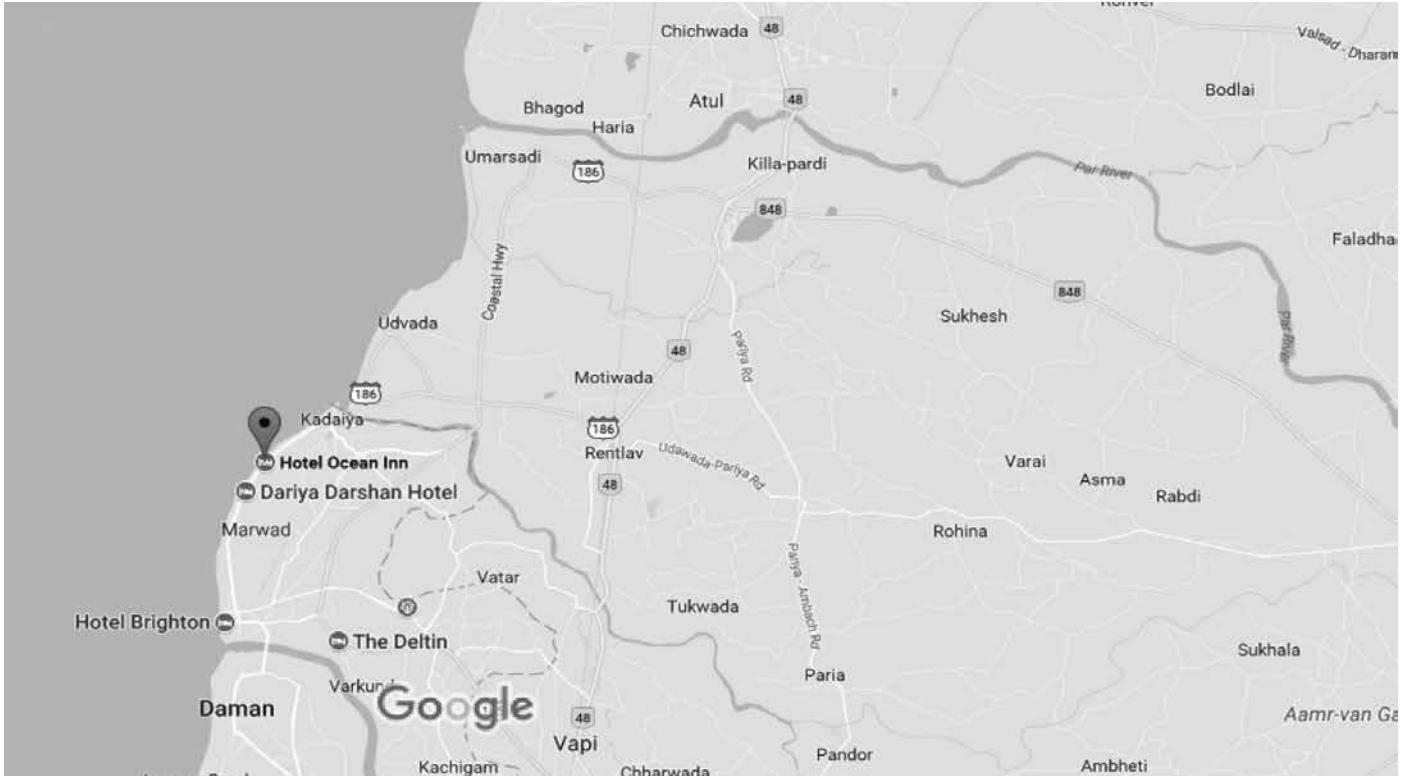 Chichwada
48
Valsad - Dharam
Bodlai
Atul
48
Bhagod
Haria
Umarsadi
186
Killa-pardi
Par River
848
Faladha
Coastal Hwy
848
Sukhesh
Udvada
Par River
48
Pariya Rd
Motiwada
186
Kadaiya
186
Rentlav
Udawada-Pariya Rd
Hotel Ocean Inn
Varai
Asma
Rabdi
48
Dariya Darshan Hotel
Marwad
Rohina
Vatar
Pariya - Ambach Rd
Tukwada
Hotel Brighton
The Deltin
Sukhala
Paria
Daman
Google
48
Aamr-van Ga
Vapi
Pandor
Kachigam
Chharwada
Ambheti